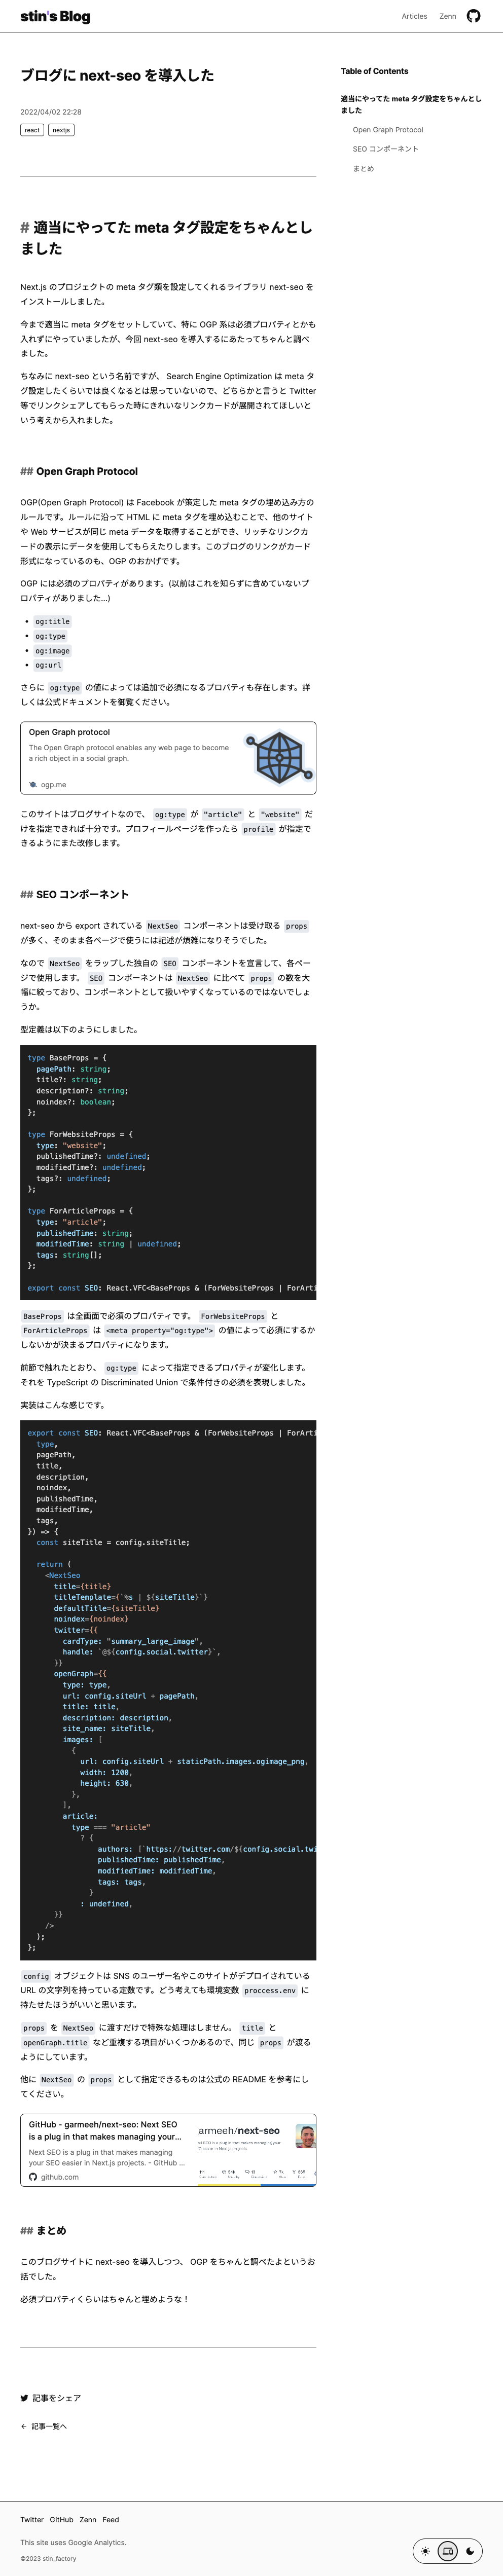 stin's Blog
Articles Zenn
ブログに next-seo を導入した
2022/04/02 22:28
react nextjs
Table of Contents
適当にやってた meta タグ設定をちゃんとし
ました
Open Graph Protocol
SEO コンポーネント
まとめ
# 適当にやってた meta タグ設定をちゃんとし
ました
Next.js のプロジェクトの meta タグ類を設定してくれるライブラリ next-seo を
インストールしました。
今まで適当に meta タグをセットしていて、特に OGP 系は必須プロパティとかも
入れずにやっていましたが、今回 next-seo を導入するにあたってちゃんと調べ
ました。
ちなみに next-seo という名前ですが、 Search Engine Optimization は meta タ
グ設定したくらいでは良くなるとは思っていないので、どちらかと言うと Twitter
等でリンクシェアしてもらった時にきれいなリンクカードが展開されてほしいと
いう考えから入れました。
## Open Graph Protocol
OGP(Open Graph Protocol) は Facebook が策定した meta タグの埋め込み方の
ルールです。ルールに沿って HTML に meta タグを埋め込むことで、他のサイト
や Web サービスが同じ meta データを取得することができ、リッチなリンクカ
ードの表示にデータを使用してもらえたりします。このブログのリンクがカード
形式になっているのも、OGP のおかげです。
OGP には必須のプロパティがあります。(以前はこれを知らずに含めていないプ
ロパティがありました...)
• og:title
• og:type
• og:image
• og:url
さらに og:type の値によっては追加で必須になるプロパティも存在します。詳
しくは公式ドキュメントを御覧ください。
Open Graph protocol
The Open Graph protocol enables any web page to become
a rich object in a social graph.
ogp.me
このサイトはブログサイトなので、 og:type が "article" と "website" だ
けを指定できれば十分です。プロフィールページを作ったら profile が指定で
きるようにまた改修します。
## SEO コンポーネント
next-seo から export されている NextSeo コンポーネントは受け取る props
が多く、そのまま各ページで使うには記述が煩雑になりそうでした。
なので NextSeo をラップした独自の SEO コンポーネントを宣言して、各ペー
ジで使用します。 SEO コンポーネントは NextSeo に比べて props の数を大
幅に絞っており、コンポーネントとして扱いやすくなっているのではないでしょ
うか。
型定義は以下のようにしました。
type BaseProps = {
  pagePath: string;
  title?: string;
  description?: string;
  noindex?: boolean;
};
type ForWebsiteProps = {
  type: "website";
  publishedTime?: undefined;
  modifiedTime?: undefined;
  tags?: undefined;
};
type ForArticleProps = {
  type: "article";
  publishedTime: string;
  modifiedTime: string | undefined;
  tags: string[];
};
export const SEO: React.VFC<BaseProps & (ForWebsiteProps | ForArti
BaseProps は全画面で必須のプロパティです。 ForWebsiteProps と
ForArticleProps は <meta property="og:type"> の値によって必須にするか
しないかが決まるプロパティになります。
前節で触れたとおり、 og:type によって指定できるプロパティが変化します。
それを TypeScript の Discriminated Union で条件付きの必須を表現しました。
実装はこんな感じです。
export const SEO: React.VFC<BaseProps & (ForWebsiteProps | ForArti
  type,
  pagePath,
  title,
  description,
  noindex,
  publishedTime,
  modifiedTime,
  tags,
}) => {
  const siteTitle = config.siteTitle;
  return (
    <NextSeo
      title={title}
      titleTemplate={`%s | ${siteTitle}`}
      defaultTitle={siteTitle}
      noindex={noindex}
      twitter={{
        cardType: "summary_large_image",
        handle: `@${config.social.twitter}`,
      }}
      openGraph={{
        type: type,
        url: config.siteUrl + pagePath,
        title: title,
        description: description,
        site_name: siteTitle,
        images: [
          {
            url: config.siteUrl + staticPath.images.ogimage_png,
            width: 1200,
            height: 630,
          },
        ],
        article:
          type === "article"
            ? {
                authors: [`https://twitter.com/${config.social.twi
                publishedTime: publishedTime,
                modifiedTime: modifiedTime,
                tags: tags,
              }
            : undefined,
      }}
    />
  );
};
config オブジェクトは SNS のユーザー名やこのサイトがデプロイされている
URL の文字列を持っている定数です。どう考えても環境変数 proccess.env に
持たせたほうがいいと思います。
props を NextSeo に渡すだけで特殊な処理はしません。 title と
openGraph.title など重複する項目がいくつかあるので、同じ props が渡る
ようにしています。
他に NextSeo の props として指定できるものは公式の README を参考にし
てください。
GitHub - garmeeh/next-seo: Next SEO
is a plug in that makes managing your...
Next SEO is a plug in that makes managing
your SEO easier in Next.js projects. - GitHub ...
github.com
garmeeh/next-seo
## まとめ
このブログサイトに next-seo を導入しつつ、 OGP をちゃんと調べたよというお
話でした。
必須プロパティくらいはちゃんと埋めような！
記事をシェア
← 記事一覧へ
Twitter GitHub Zenn Feed
This site uses Google Analytics.
©2023 stin_factory